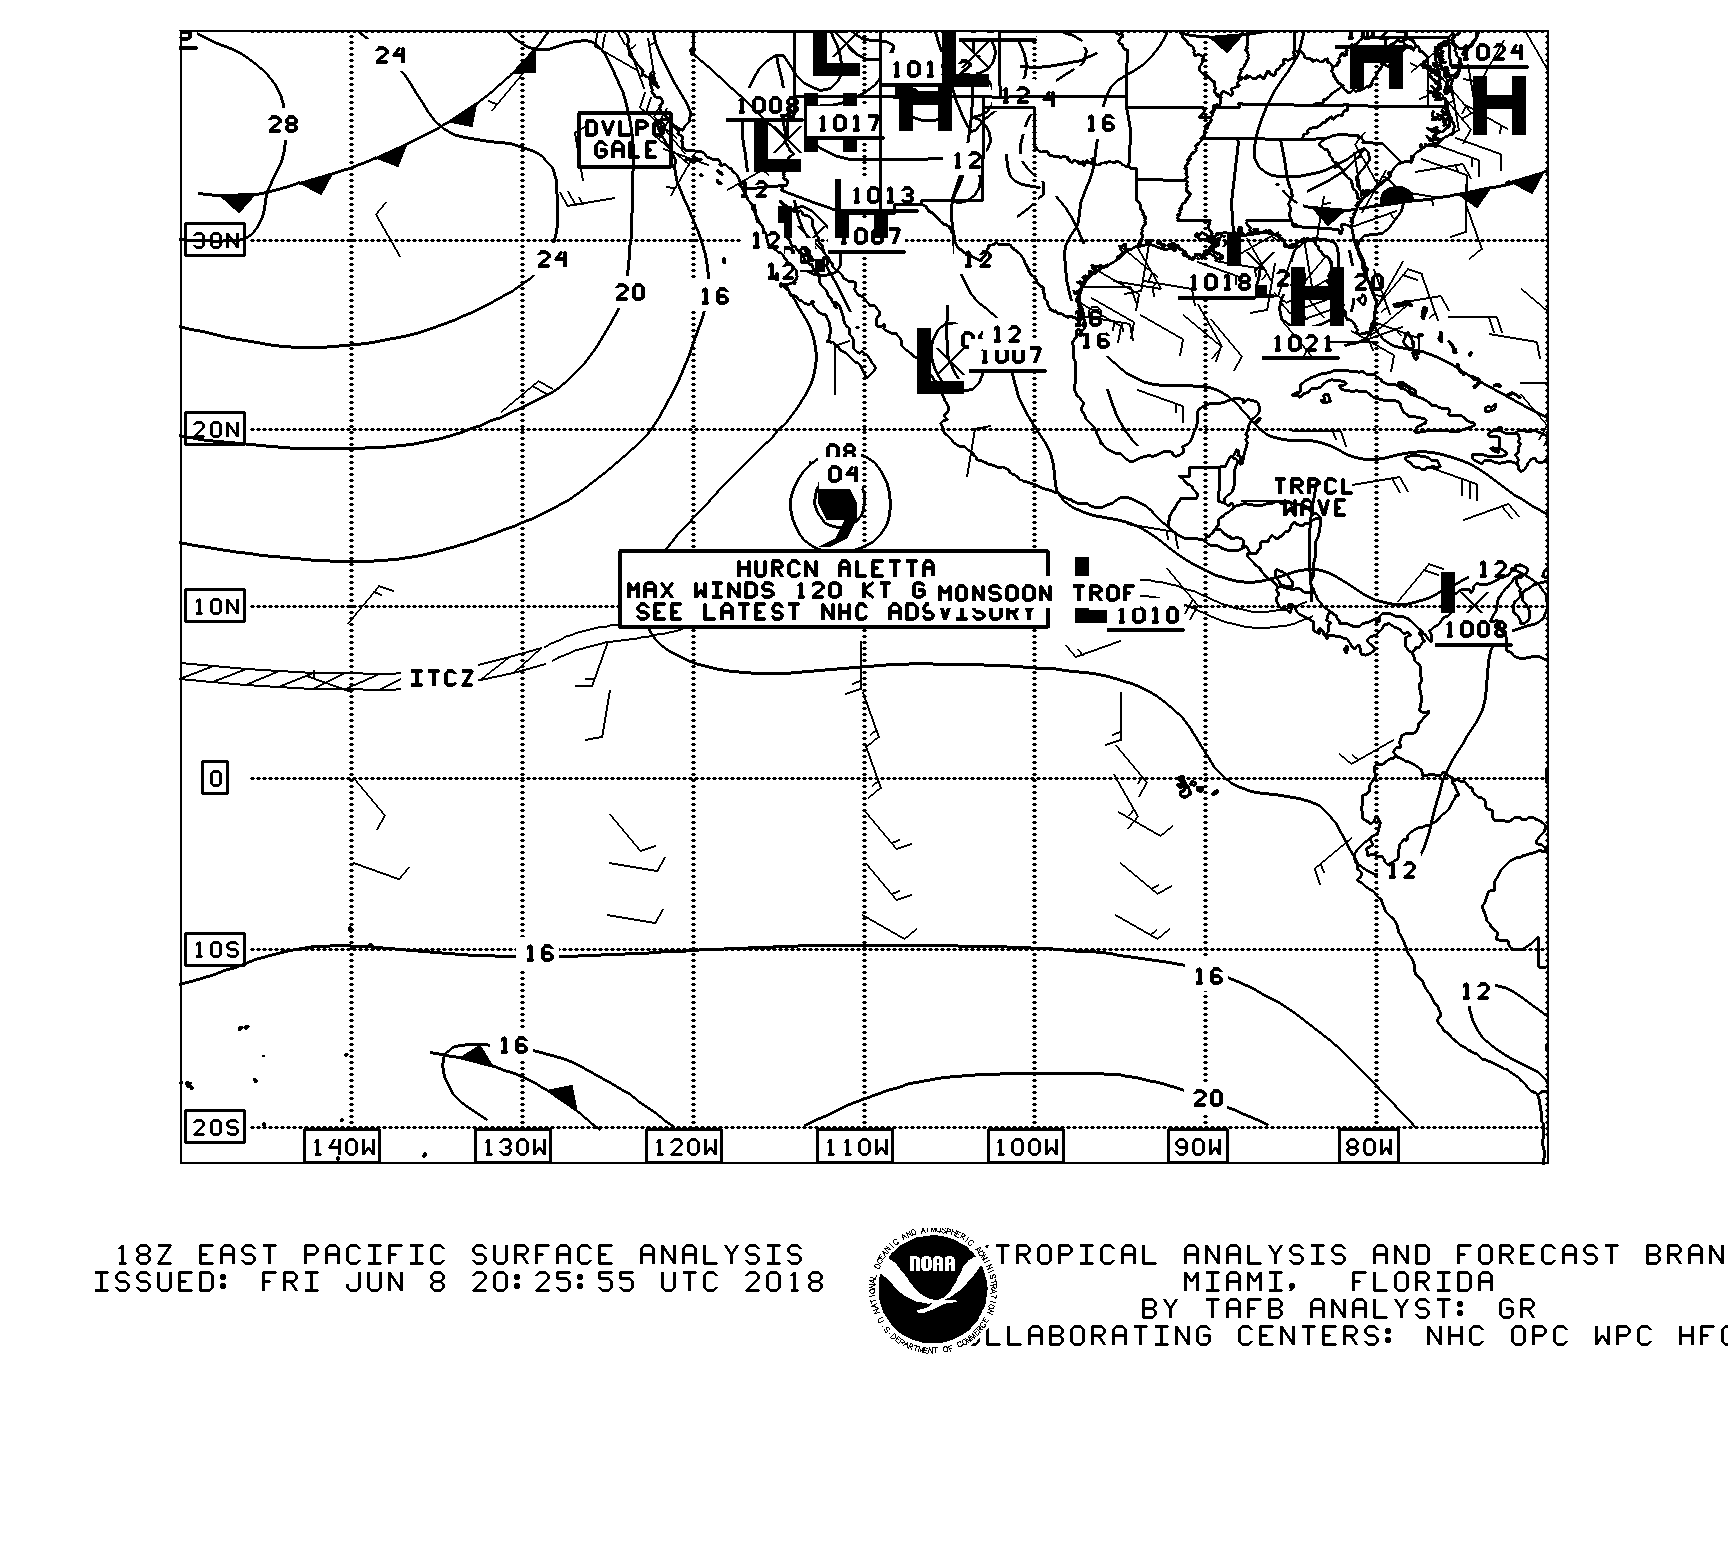 24
1024
1008
1012
12
4
28
DVLPG
GALE
1017
16
12
12
1013
30N
12
1007
24
12
12
20
16
1018
20
16
16
12
1007
1021
20N
08
04
TRPCL
WAVE
HURCN ALETTA
MAX WINDS 120 KT G
MONSOON TROF
SEE LATEST NHC ADSVISORY
12
10N
1010
1008
ITCZ
0
12
10S
16
16
12
16
20
20S
140W
130W
120W
110W
100W
90W
80W
18Z EAST PACIFIC SURFACE ANALYSIS
ISSUED: FRI JUN 8 20:25:55 UTC 2018
NATIONAL OCEANIC AND ATMOSPHERIC ADMINISTRATION
NOAA
U.S. DEPARTMENT OF COMMERCE
TROPICAL ANALYSIS AND FORECAST BRAN
MIAMI, FLORIDA
BY TAFB ANALYST: GR
LLABORATING CENTERS: NHC OPC WPC HFO